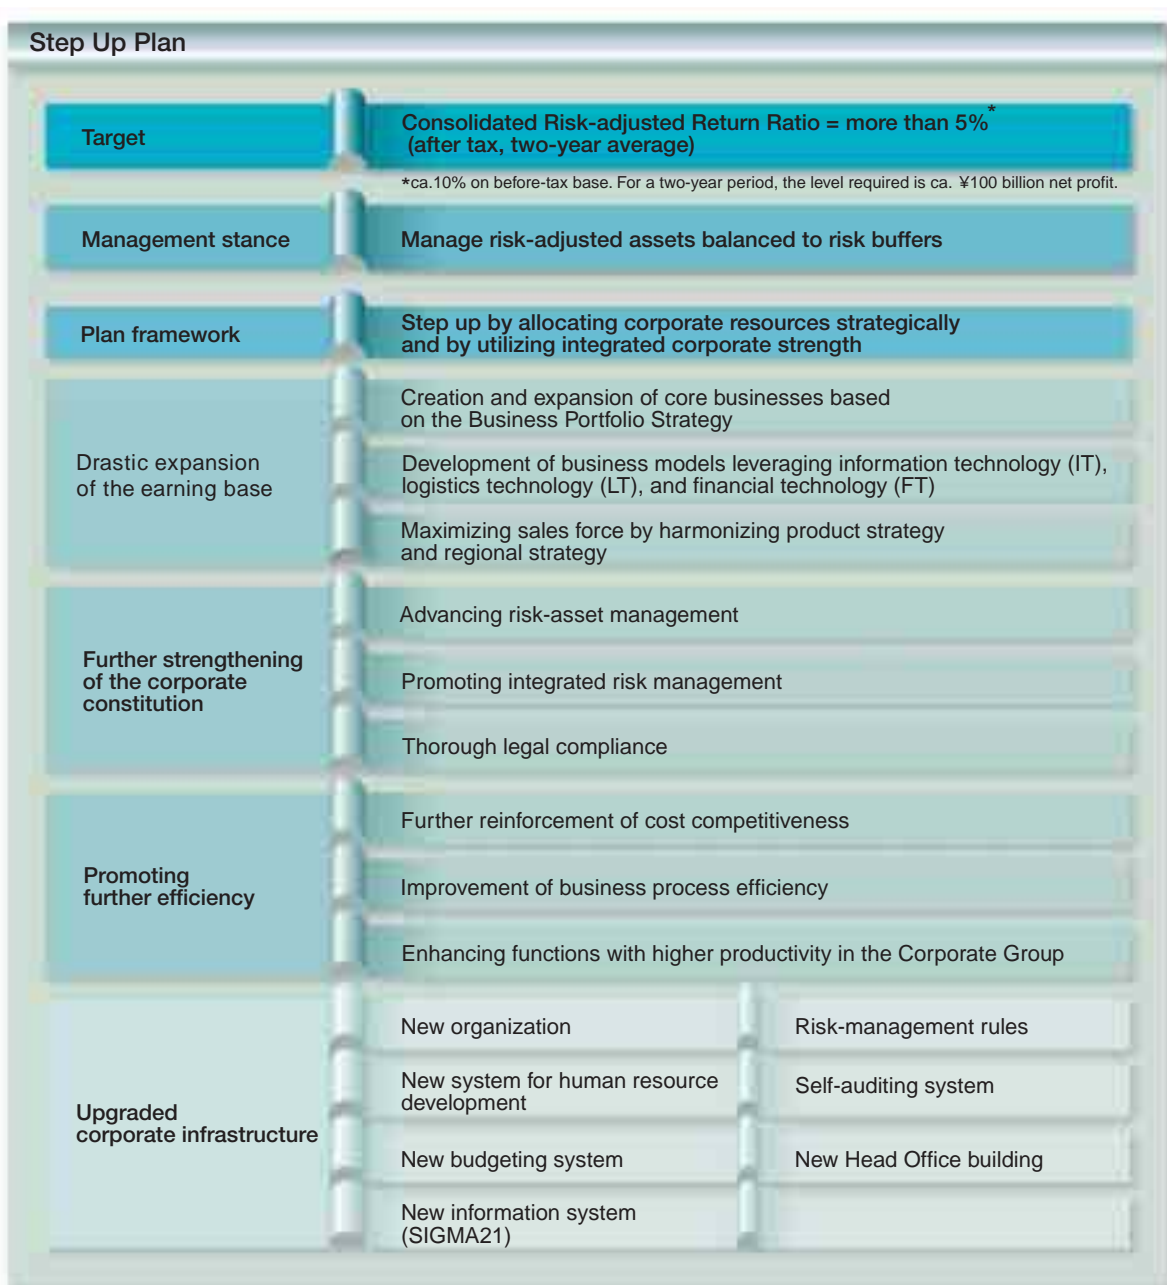 Step Up Plan
Target
Consolidated Risk-adjusted Return Ratio = more than 5%*
(after tax, two-year average)
*ca.10% on before-tax base. For a two-year period, the level required is ca. ¥100 billion net profit.
Management stance
Manage risk-adjusted assets balanced to risk buffers
Plan framework
Step up by allocating corporate resources strategically
and by utilizing integrated corporate strength
Drastic expansion
of the earning base
Creation and expansion of core businesses based
on the Business Portfolio Strategy
Development of business models leveraging information technology (IT),
logistics technology (LT), and financial technology (FT)
Maximizing sales force by harmonizing product strategy
and regional strategy
Further strengthening
of the corporate
constitution
Advancing risk-asset management
Promoting integrated risk management
Thorough legal compliance
Promoting
further efficiency
Further reinforcement of cost competitiveness
Improvement of business process efficiency
Enhancing functions with higher productivity in the Corporate Group
Upgraded
corporate infrastructure
New organization
New system for human resource
development
New budgeting system
New information system
(SIGMA21)
Risk-management rules
Self-auditing system
New Head Office building